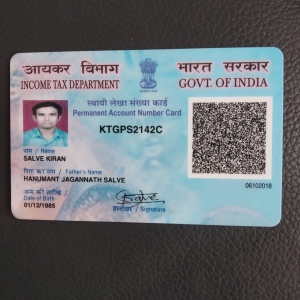 आयकर विभाग
INCOME TAX DEPARTMENT
भारत सरकार
GOVT. OF INDIA
स्थायी लेखा संख्या कार्ड
Permanent Account Number Card
KTGPS2142C
नाम / Name
SALVE KIRAN
पिता का नाम / Father's Name
HANUMANT JAGANNATH SALVE
जन्म की तारीख /
Date of Birth
01/12/1985
हस्ताक्षर / Signature
06102018